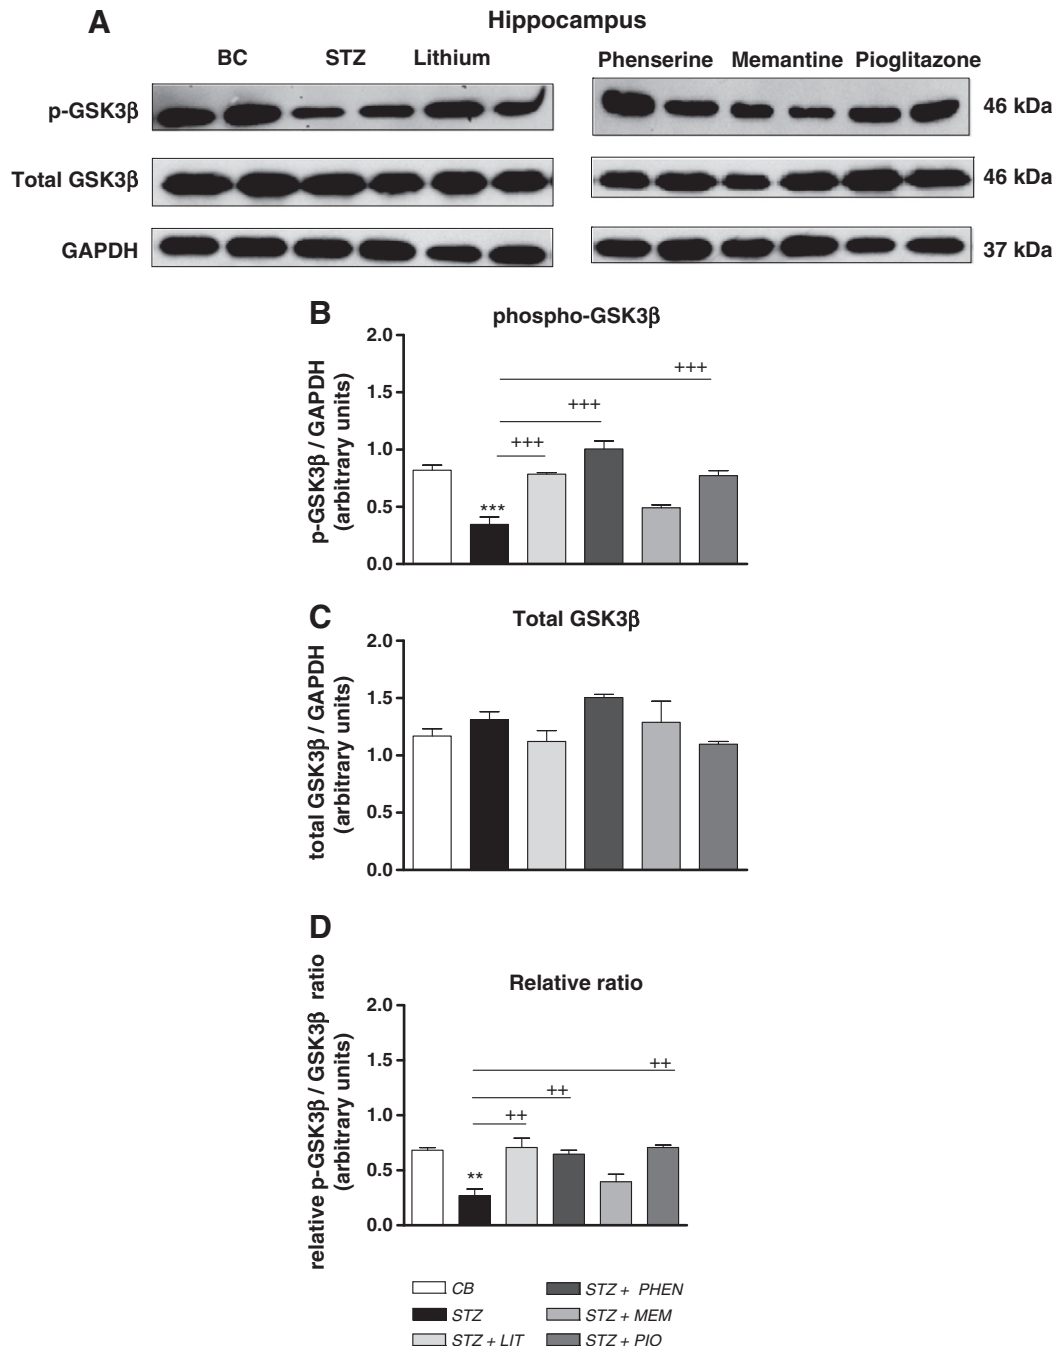 A
Hippocampus
BC STZ Lithium
Phenserine Memantine Pioglitazone
p-GSK3β
46 kDa
Total GSK3β
46 kDa
GAPDH
37 kDa
B
phospho-GSK3β
p-GSK3β / GAPDH
(arbitrary units)
2.0
1.5
1.0
0.5
0.0
+++
+++
+++
***
C
Total GSK3β
total GSK3β / GAPDH
(arbitrary units)
2.0
1.5
1.0
0.5
0.0
D
Relative ratio
relative p-GSK3β / GSK3β ratio
(arbitrary units)
2.0
1.5
1.0
0.5
0.0
++
++
++
**
CB
STZ
STZ + LIT
STZ + PHEN
STZ + MEM
STZ + PIO